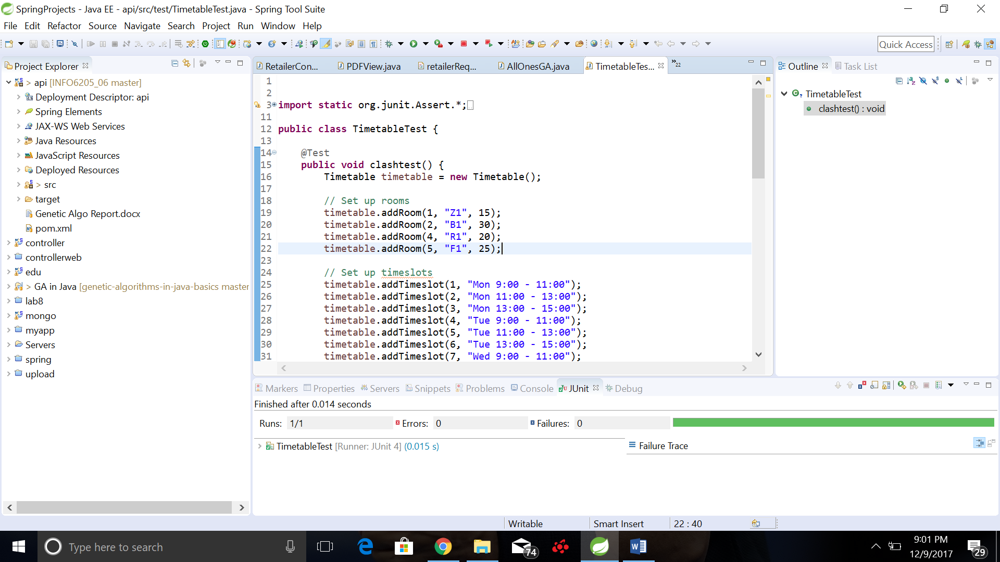 SpringProjects - Java EE - api/src/test/TimetableTest.java - Spring Tool Suite
File Edit Refactor Source Navigate Search Project Run Window Help
Quick Access
Project Explorer
> api [INFO6205_06 master]
Deployment Descriptor: api
Spring Elements
JAX-WS Web Services
Java Resources
JavaScript Resources
Deployed Resources
> src
target
Genetic Algo Report.docx
pom.xml
controller
controllerweb
edu
> GA in Java [genetic-algorithms-in-java-basics master
lab8
mongo
myapp
Servers
spring
upload
RetailerCon... PDFView.java retailerReq... AllOnesGA.java TimetableTes... »22
1
2
3 import static org.junit.Assert.*;
11
12 public class TimetableTest {
13
14 @Test
15 public void clashtest() {
16 Timetable timetable = new Timetable();
17
18 // Set up rooms
19 timetable.addRoom(1, "Z1", 15);
20 timetable.addRoom(2, "B1", 30);
21 timetable.addRoom(4, "R1", 20);
22 timetable.addRoom(5, "F1", 25);
23
24 // Set up timeslots
25 timetable.addTimeslot(1, "Mon 9:00 - 11:00");
26 timetable.addTimeslot(2, "Mon 11:00 - 13:00");
27 timetable.addTimeslot(3, "Mon 13:00 - 15:00");
28 timetable.addTimeslot(4, "Tue 9:00 - 11:00");
29 timetable.addTimeslot(5, "Tue 11:00 - 13:00");
30 timetable.addTimeslot(6, "Tue 13:00 - 15:00");
31 timetable.addTimeslot(7, "Wed 9:00 - 11:00");
Outline Task List
TimetableTest
clashtest() : void
Markers Properties Servers Snippets Problems Console JUnit Debug
Finished after 0.014 seconds
Runs: 1/1 Errors: 0 Failures: 0
TimetableTest [Runner: JUnit 4] (0.015 s)
Failure Trace
Writable Smart Insert 22 : 40
Type here to search
74
9:01 PM
12/9/2017
29